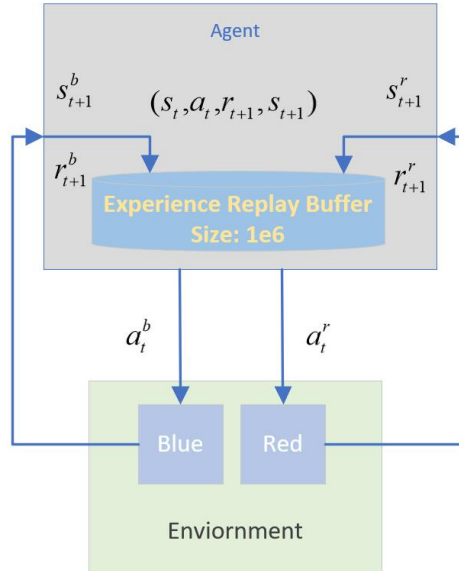 Agent
s^b_{t+1}
(s_t, a_t, r_{t+1}, s_{t+1})
s^r_{t+1}
r^b_{t+1}
r^r_{t+1}
Experience Replay Buffer
Size: 1e6
a^b_t
a^r_t
Blue
Red
Enviornment